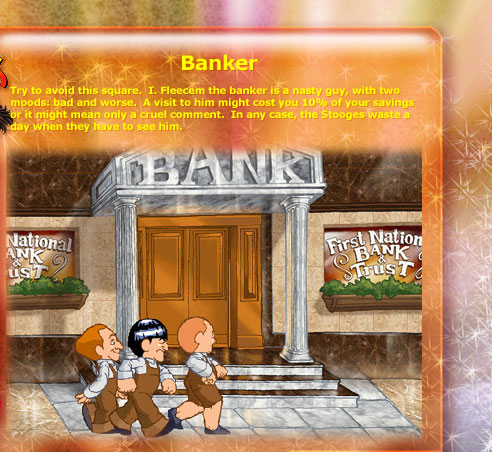 Banker
Try to avoid this square. I. Fleecem the banker is a nasty guy, with two
moods: bad and worse. A visit to him might cost you 10% of your savings
or it might mean only a cruel comment. In any case, the Stooges waste a
day when they have to see him.
BANK
National
BANK
&
Trust
First Nation
BANK
&
Trust